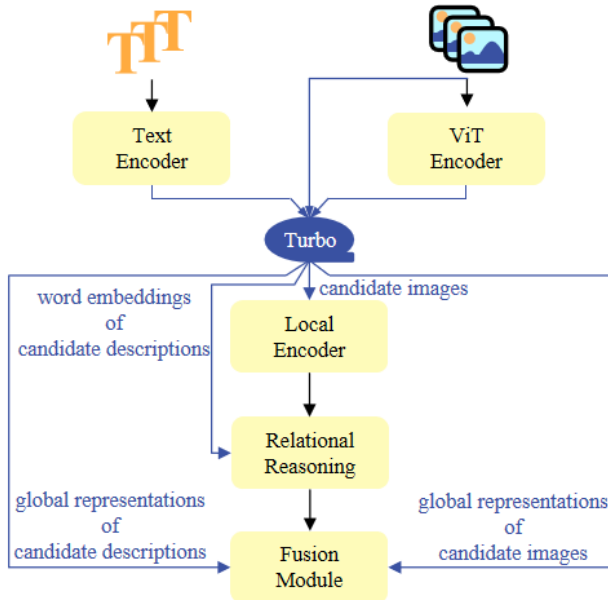 TTT
Text
Encoder
ViT
Encoder
Turbo
word embeddings
of
candidate descriptions
candidate images
Local
Encoder
Relational
Reasoning
global representations
of
candidate descriptions
global representations
of
candidate images
Fusion
Module